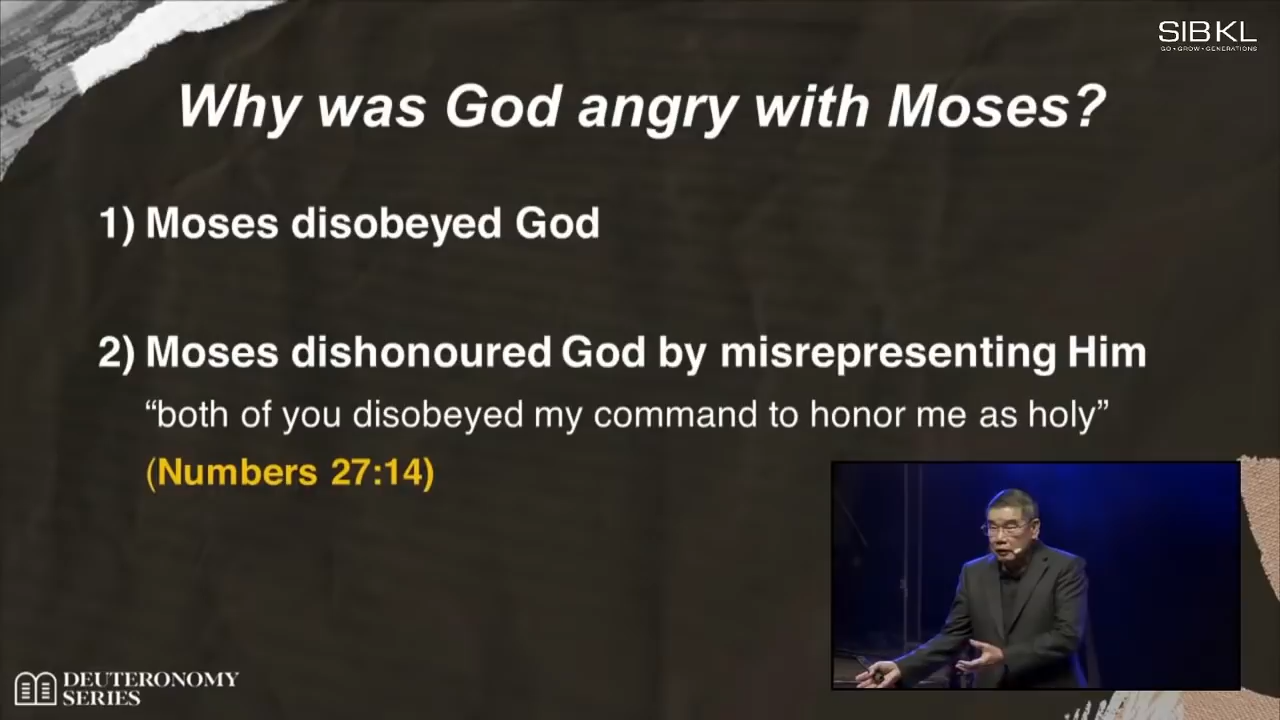 SIBKL
GO • GROW • GENERATIONS
Why was God angry with Moses?
1) Moses disobeyed God
2) Moses dishonoured God by misrepresenting Him
“both of you disobeyed my command to honor me as holy”
(Numbers 27:14)
DEUTERONOMY
SERIES